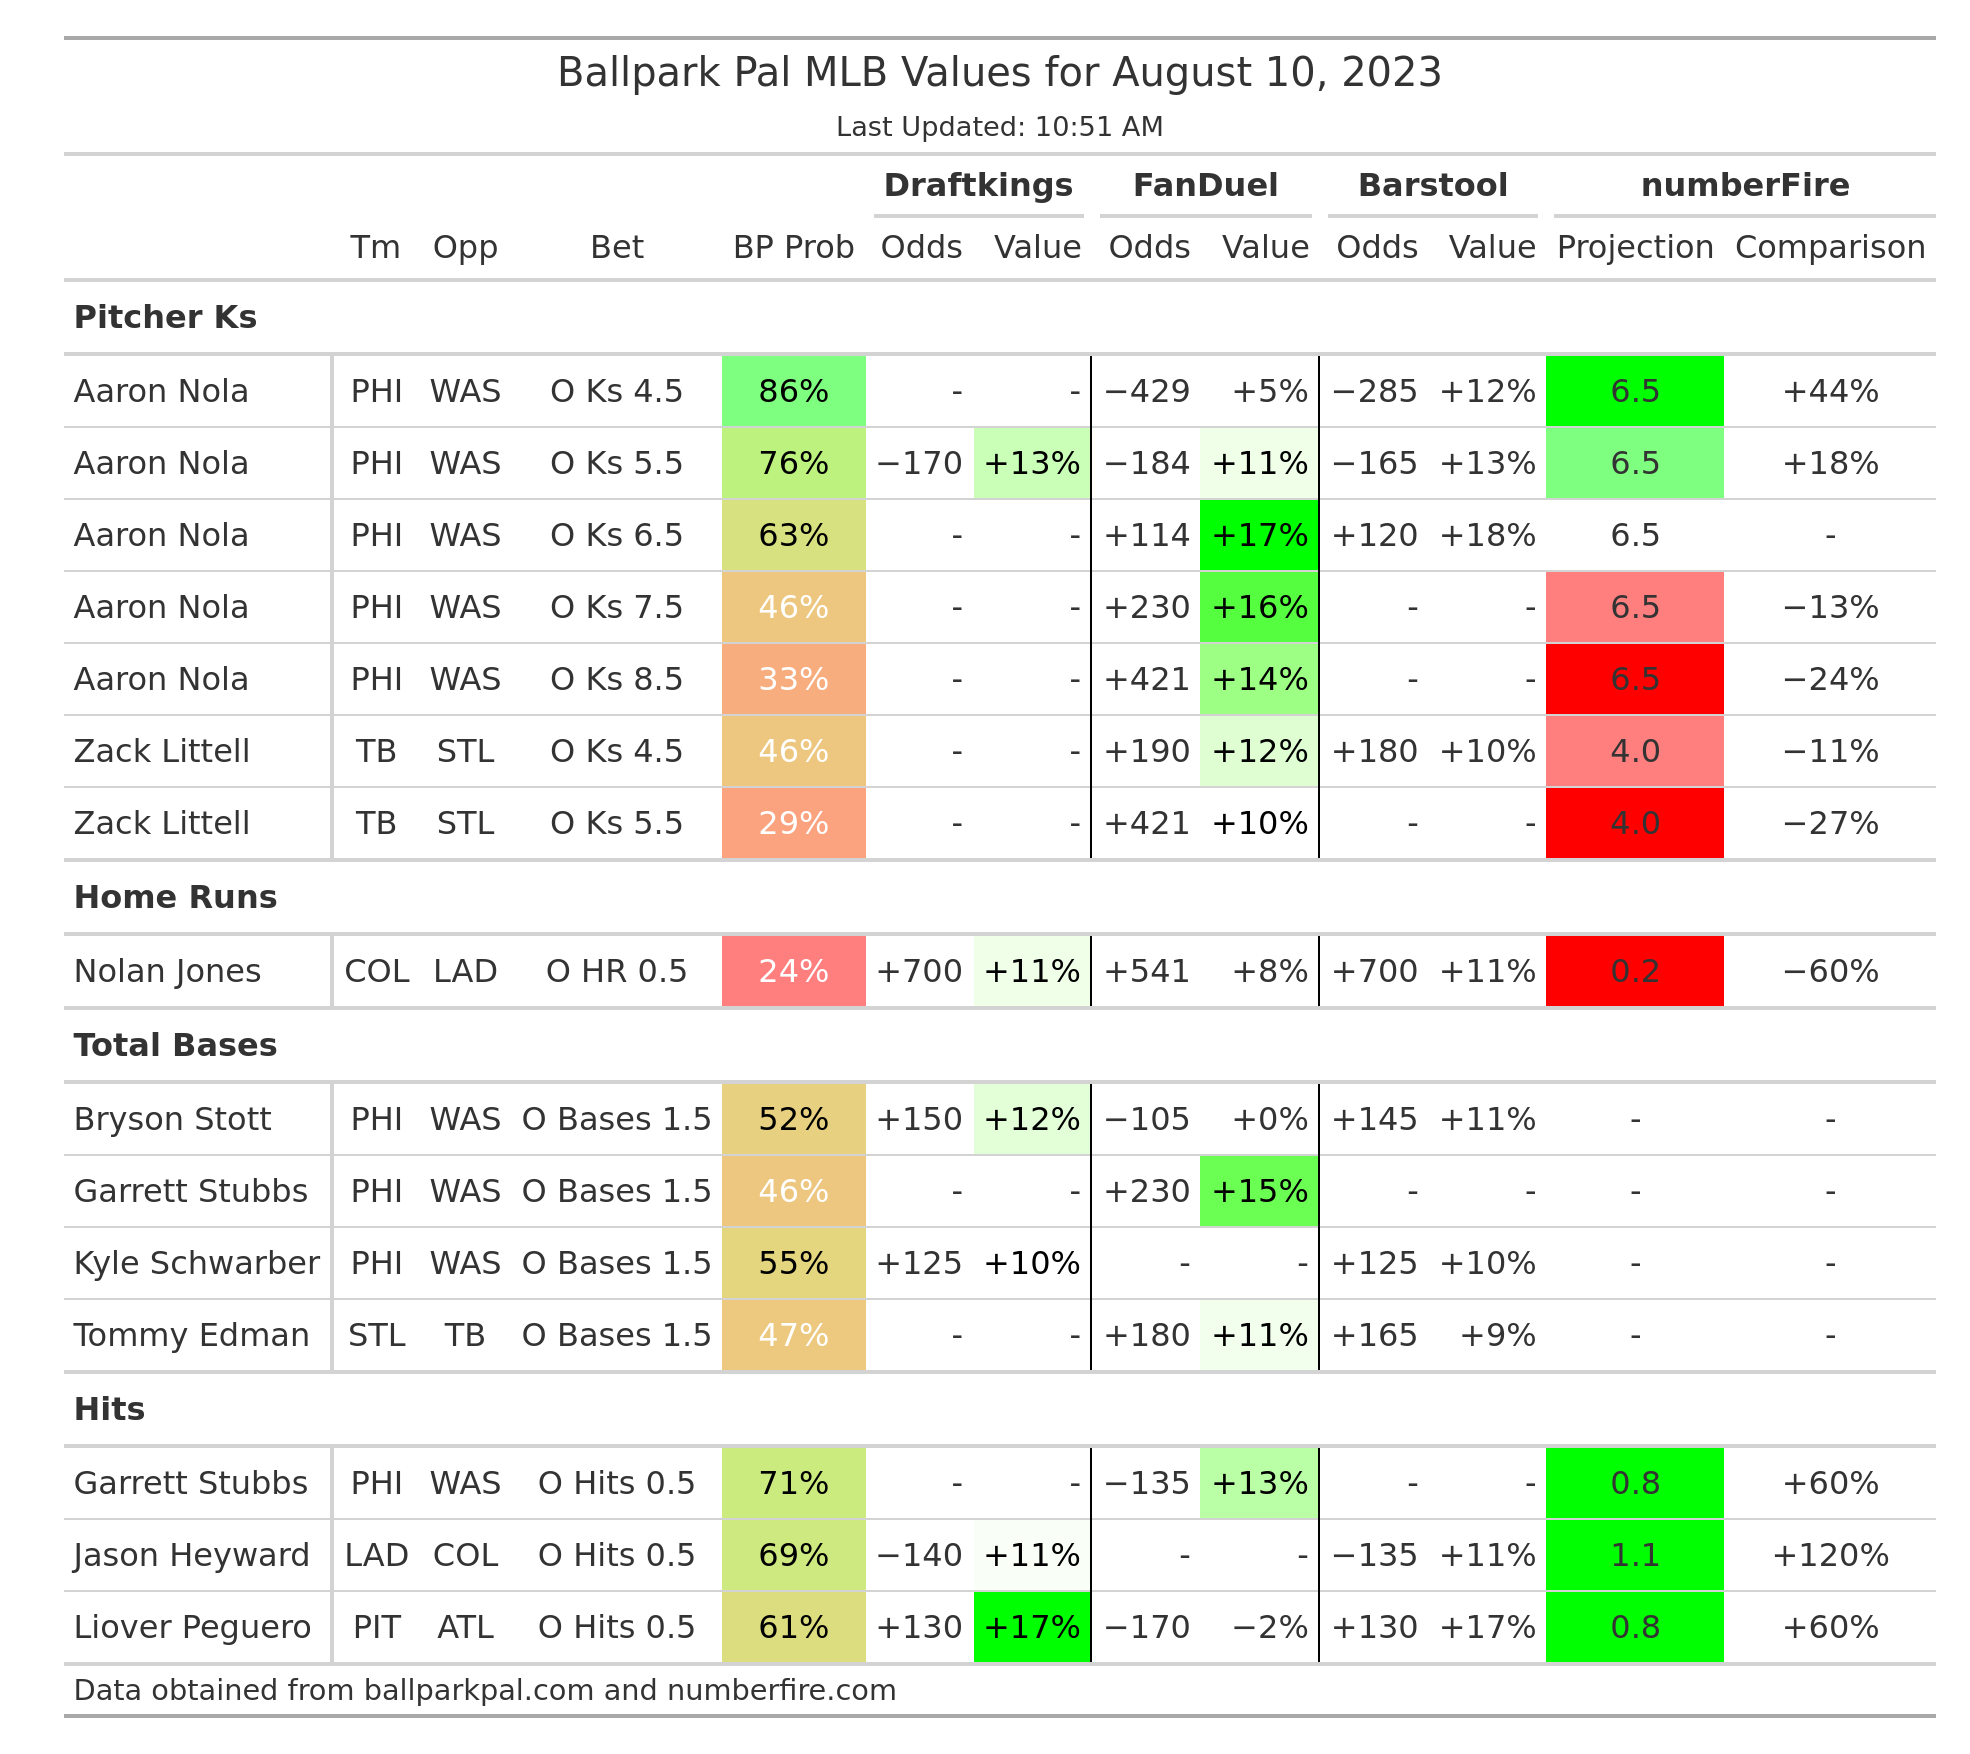 Ballpark Pal MLB Values for August 10, 2023
Last Updated: 10:51 AM
Draftkings FanDuel Barstool numberFire
Tm Opp Bet BP Prob Odds Value Odds Value Odds Value Projection Comparison
Pitcher Ks
Aaron Nola PHI WAS O Ks 4.5 86% - - −429 +5% −285 +12% 6.5 +44%
Aaron Nola PHI WAS O Ks 5.5 76% −170 +13% −184 +11% −165 +13% 6.5 +18%
Aaron Nola PHI WAS O Ks 6.5 63% - - +114 +17% +120 +18% 6.5 -
Aaron Nola PHI WAS O Ks 7.5 46% - - +230 +16% - - 6.5 −13%
Aaron Nola PHI WAS O Ks 8.5 33% - - +421 +14% - - 6.5 −24%
Zack Littell TB STL O Ks 4.5 46% - - +190 +12% +180 +10% 4.0 −11%
Zack Littell TB STL O Ks 5.5 29% - - +421 +10% - - 4.0 −27%
Home Runs
Nolan Jones COL LAD O HR 0.5 24% +700 +11% +541 +8% +700 +11% 0.2 −60%
Total Bases
Bryson Stott PHI WAS O Bases 1.5 52% +150 +12% −105 +0% +145 +11% - -
Garrett Stubbs PHI WAS O Bases 1.5 46% - - +230 +15% - - - -
Kyle Schwarber PHI WAS O Bases 1.5 55% +125 +10% - - +125 +10% - -
Tommy Edman STL TB O Bases 1.5 47% - - +180 +11% +165 +9% - -
Hits
Garrett Stubbs PHI WAS O Hits 0.5 71% - - −135 +13% - - 0.8 +60%
Jason Heyward LAD COL O Hits 0.5 69% −140 +11% - - −135 +11% 1.1 +120%
Liover Peguero PIT ATL O Hits 0.5 61% +130 +17% −170 −2% +130 +17% 0.8 +60%
Data obtained from ballparkpal.com and numberfire.com